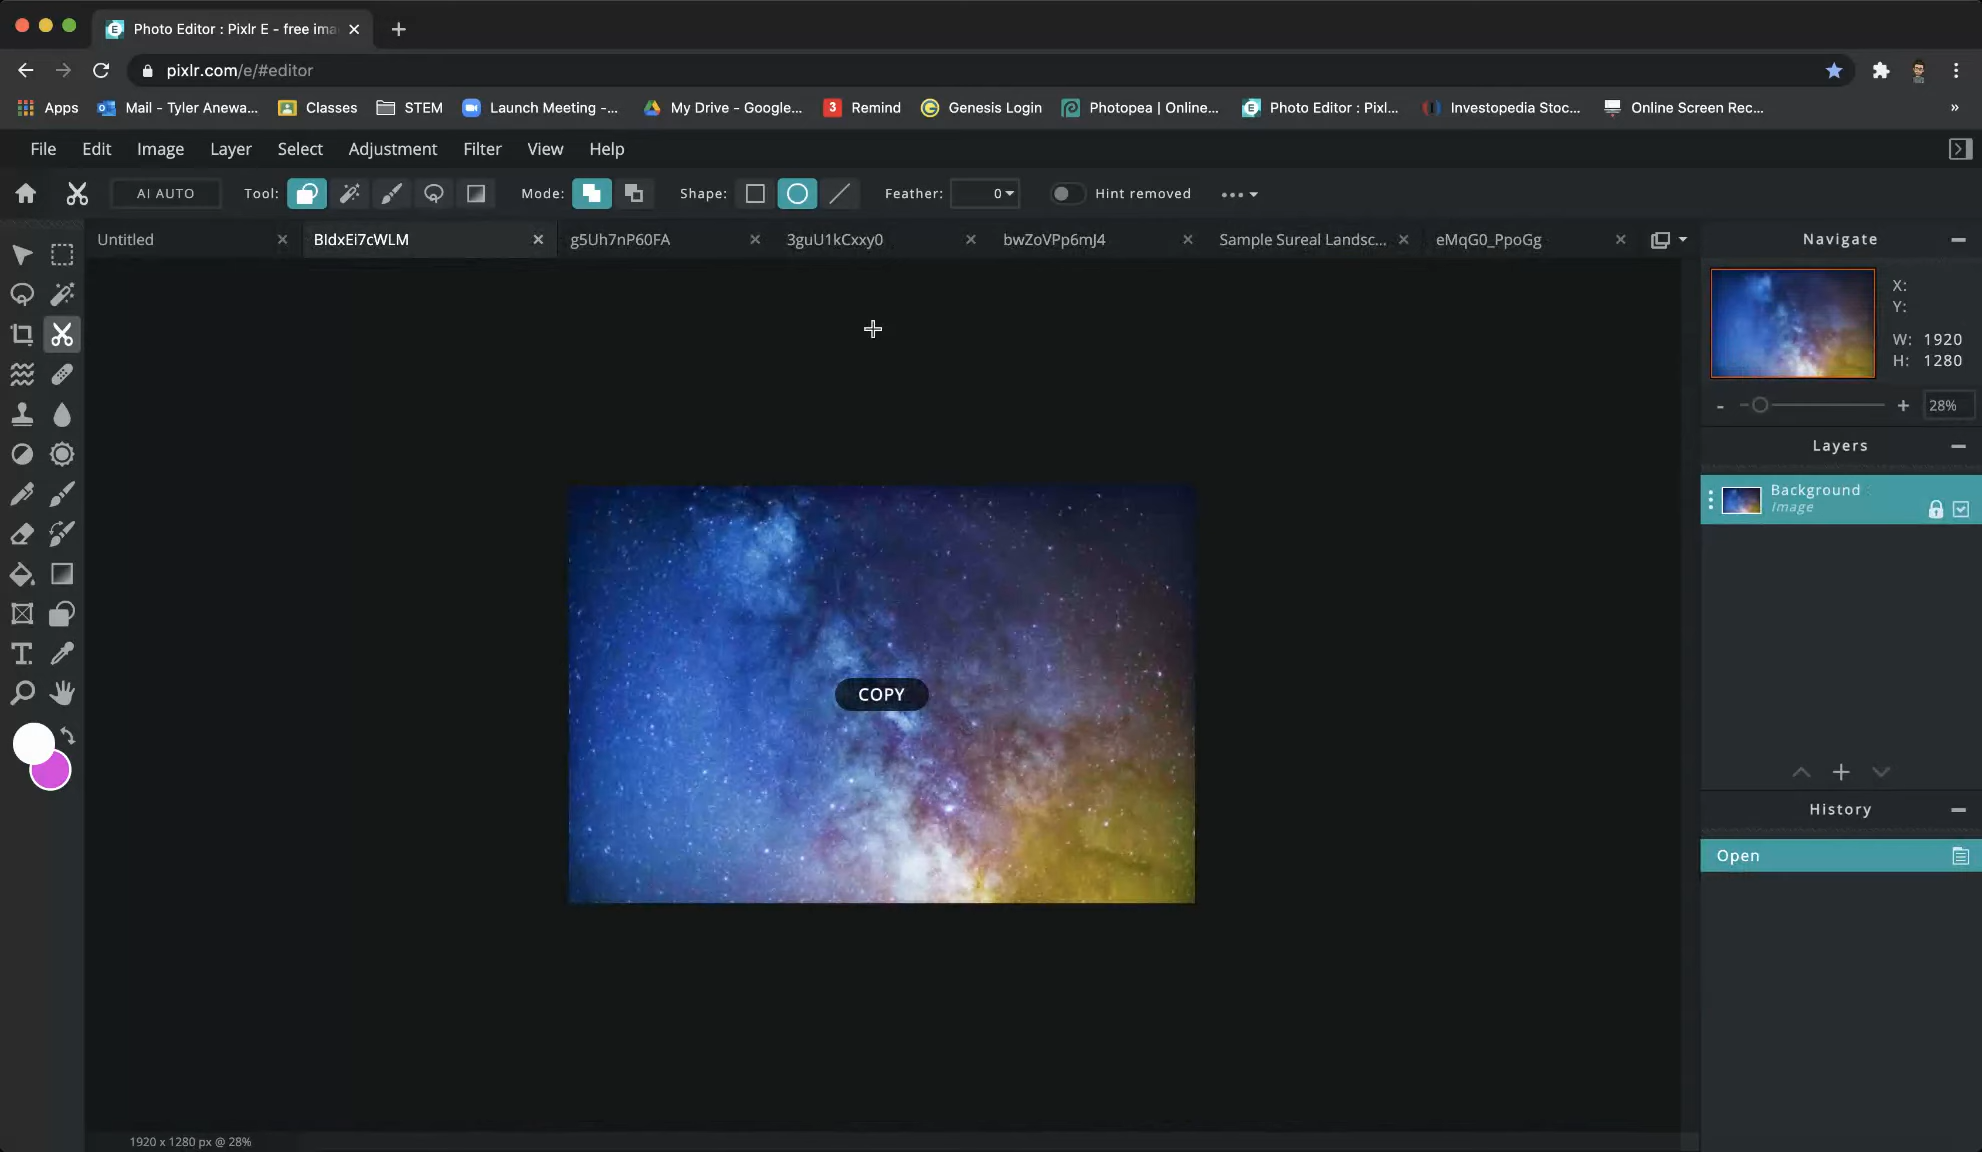 Photo Editor : Pixlr E - free ima
pixlr.com/e/#editor
Apps
Mail - Tyler Anewa...
Classes
STEM
Launch Meeting -...
My Drive - Google...
3 Remind
Genesis Login
Photopea | Online...
Photo Editor : Pixl...
Investopedia Stoc...
Online Screen Rec...
»
File Edit Image Layer Select Adjustment Filter View Help
AI AUTO
Tool:
Mode:
Shape:
Feather: 0
Hint removed
Untitled
BIdxEi7cWLM
g5Uh7nP60FA
3guU1kCxxy0
bwZoVPp6mJ4
Sample Sureal Landsc...
eMqG0_PpoGg
Navigate
X:
Y:
W: 1920
H: 1280
- + 28%
Layers
Background
Image
COPY
History
Open
1920 x 1280 px @ 28%